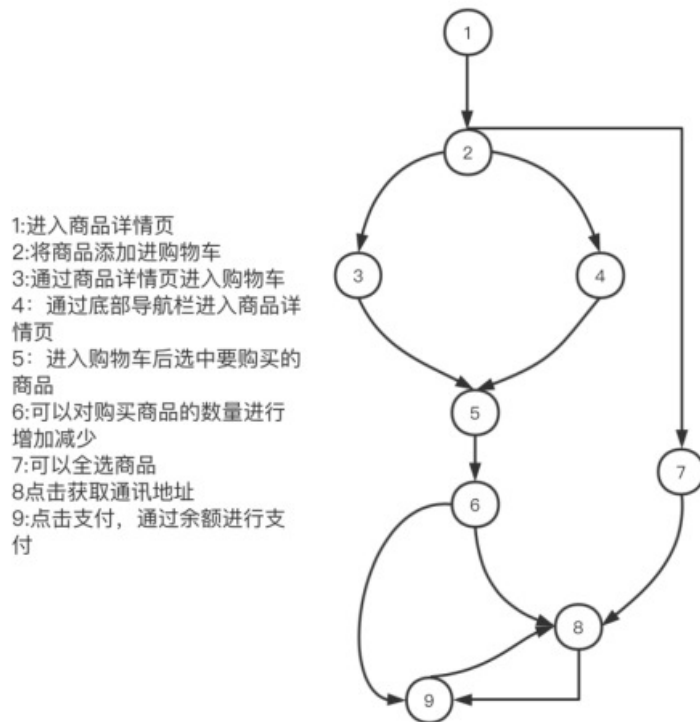 1
2
3
4
5
6
7
8
9
1:进入商品详情页
2:将商品添加进购物车
3:通过商品详情页进入购物车
4：通过底部导航栏进入商品详
情页
5：进入购物车后选中要购买的
商品
6:可以对购买商品的数量进行
增加减少
7:可以全选商品
8点击获取通讯地址
9:点击支付，通过余额进行支
付